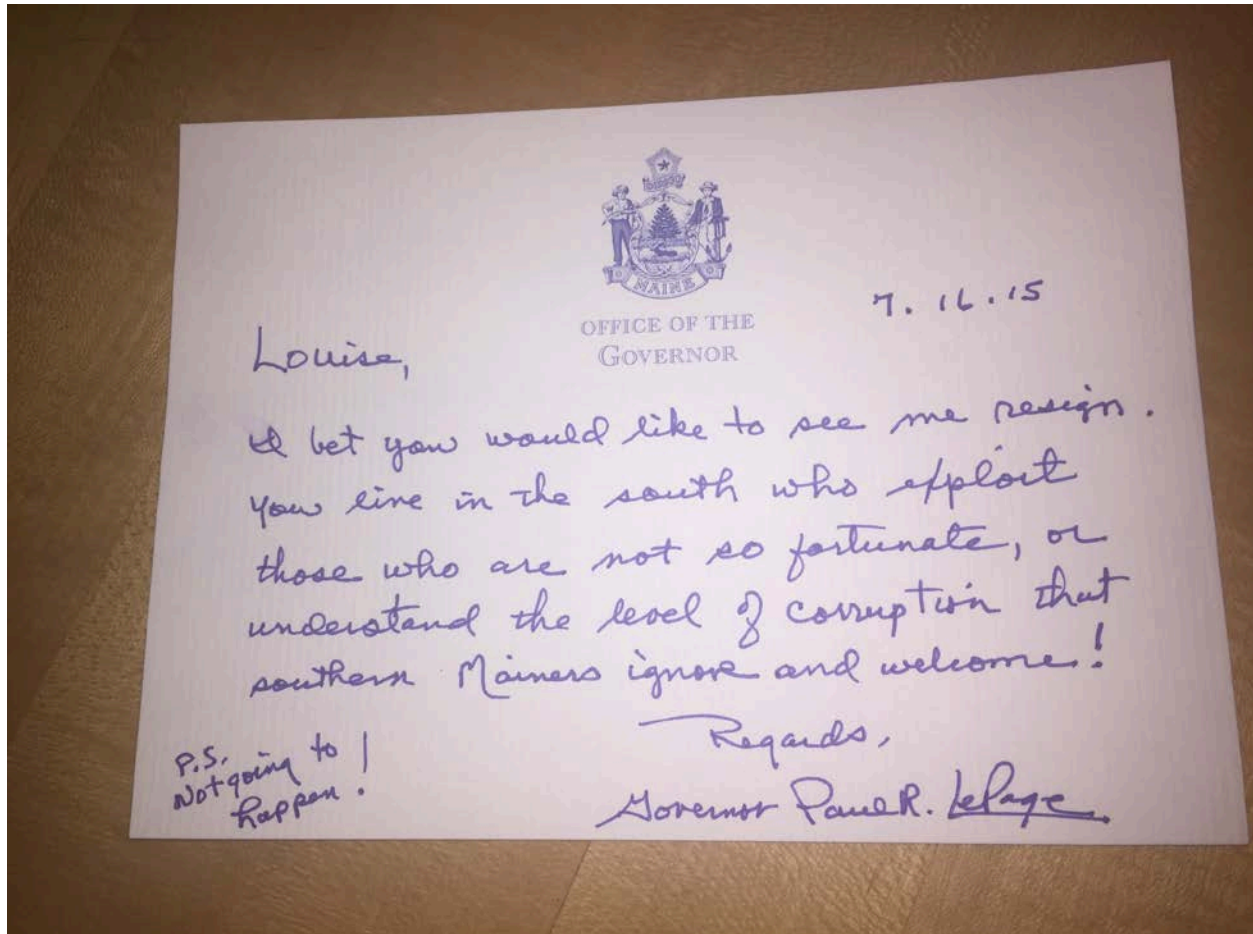 MAINE
OFFICE OF THE
GOVERNOR
7.16.15
Louise,
I bet you would like to see me resign.
You live in the south who exploit
those who are not so fortunate, or
understand the level of corruption that
southern Mainers ignore and welcome!
Regards,
Governor Paul R. LePage
P.S.
Not going to
happen!